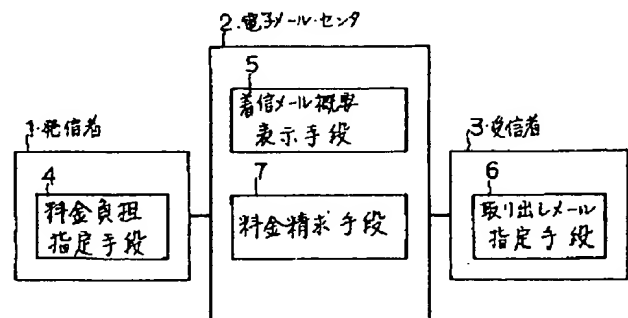 2.電子メール・センタ
5
着信メール概要
表示手段
1.発信者
4
料金負担
指定手段
7
料金精求手段
3.受信者
6
取り出しメール
指定手段